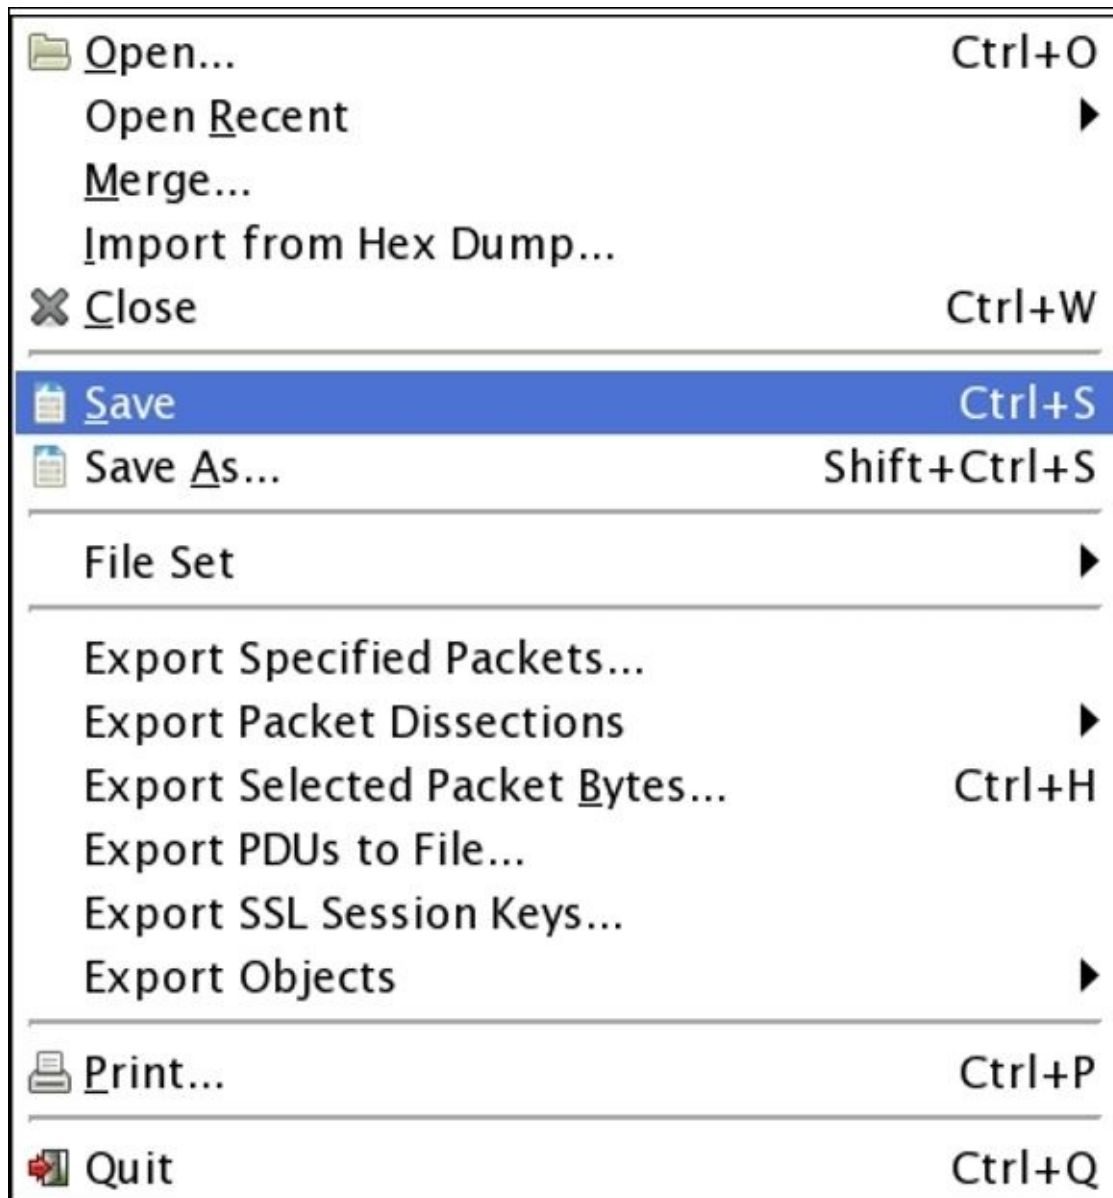 Open... Ctrl+O
Open Recent
Merge...
Import from Hex Dump...
Close Ctrl+W
Save Ctrl+S
Save As... Shift+Ctrl+S
File Set
Export Specified Packets...
Export Packet Dissections
Export Selected Packet Bytes... Ctrl+H
Export PDUs to File...
Export SSL Session Keys...
Export Objects
Print... Ctrl+P
Quit Ctrl+Q